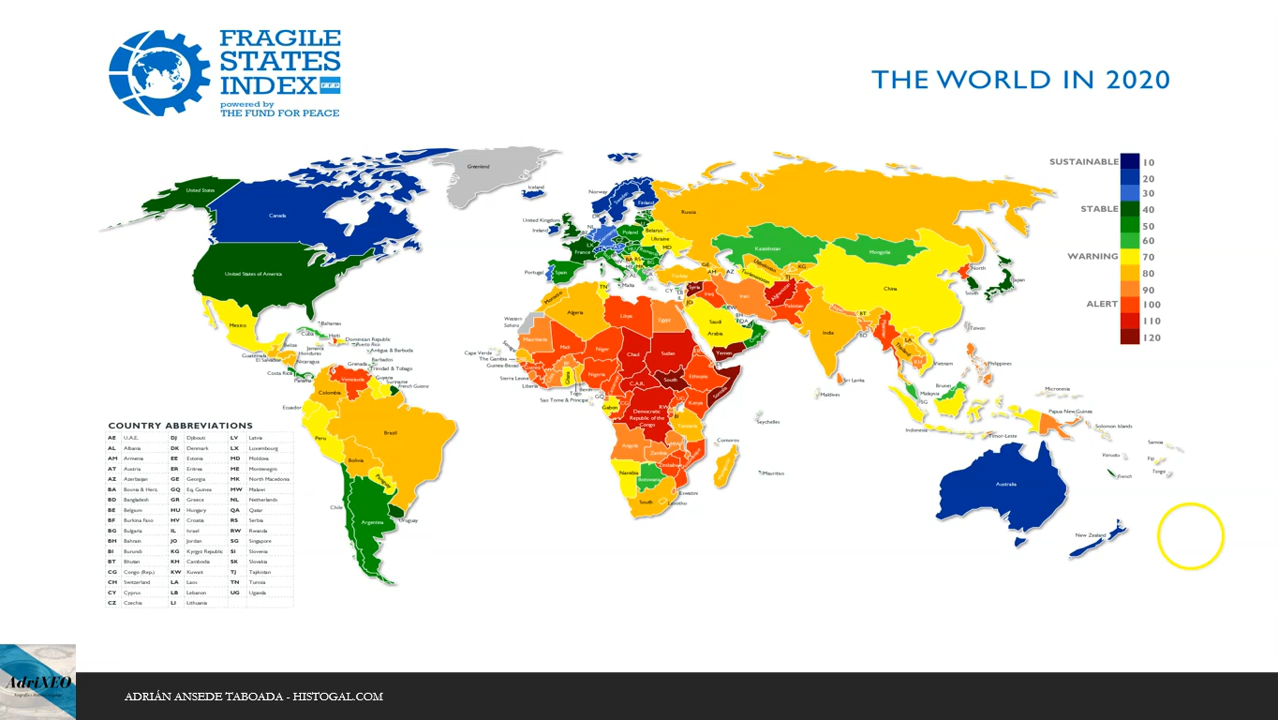 FRAGILE
STATES
INDEX FFP
powered by
THE FUND FOR PEACE
THE WORLD IN 2020
SUSTAINABLE 10
20
30
STABLE 40
50
60
WARNING 70
80
90
ALERT 100
110
120
Greenland
United States
Canada
United States of America
Mexico
Bahamas
Cuba
Haiti
Jamaica
Dominican Republic
Puerto Rico
Antigua & Barbuda
Belize
Honduras
Guatemala
El Salvador
Nicaragua
Grenada
Barbados
Trinidad & Tobago
Costa Rica
Panama
Venezuela
Guyana
Suriname
French Guiana
Colombia
Ecuador
Peru
Brazil
Bolivia
Paraguay
Chile
Argentina
Uruguay
Iceland
Norway
Finland
United Kingdom
Ireland
Poland
Belarus
Ukraine
France
Portugal
Spain
Malta
Russia
Kazakhstan
Mongolia
Uzbekistan
Turkmenistan
Turkey
Syria
Iraq
Iran
Afghanistan
Pakistan
China
North
South
Japan
Taiwan
India
Saudi
Arabia
Yemen
Morocco
Algeria
Libya
Egypt
Western
Sahara
Mauritania
Mali
Niger
Chad
Sudan
Cape Verde
Senegal
The Gambia
Guinea-Bissau
Sierra Leone
Liberia
Ghana
Togo
Benin
Nigeria
Sao Tome & Principe
C.A.R.
South
Ethiopia
Somalia
Kenya
Gabon
Democratic
Republic of the
Congo
Tanzania
Angola
Zambia
Zimbabwe
Namibia
Botswana
South
Lesotho
Eswatini
Comoros
Seychelles
Mauritius
Maldives
Sri Lanka
Thailand
Vietnam
Philippines
Malaysia
Brunei
Indonesia
Timor-Leste
Papua New Guinea
Micronesia
Solomon Islands
Vanuatu
Samoa
Fiji
Tonga
French
Australia
New Zealand
COUNTRY ABBREVIATIONS
AE U.A.E. DJ Djibouti LV Latvia
AL Albania DK Denmark LX Luxembourg
AM Armenia EE Estonia MD Moldova
AT Austria ER Eritrea ME Montenegro
AZ Azerbaijan GE Georgia MK North Macedonia
BA Bosnia & Herz. GQ Eq. Guinea MW Malawi
BD Bangladesh GR Greece NL Netherlands
BE Belgium HU Hungary QA Qatar
BF Burkina Faso HV Croatia RS Serbia
BG Bulgaria IL Israel RW Rwanda
BH Bahrain JO Jordan SG Singapore
BI Burundi KG Kyrgyz Republic SI Slovenia
BT Bhutan KH Cambodia SK Slovakia
CG Congo (Rep.) KW Kuwait TJ Tajikistan
CH Switzerland LA Laos TN Tunisia
CY Cyprus LB Lebanon UG Uganda
CZ Czechia LI Lithuania
AdriXEO
ADRIÁN ANSEDE TABOADA - HISTOGAL.COM